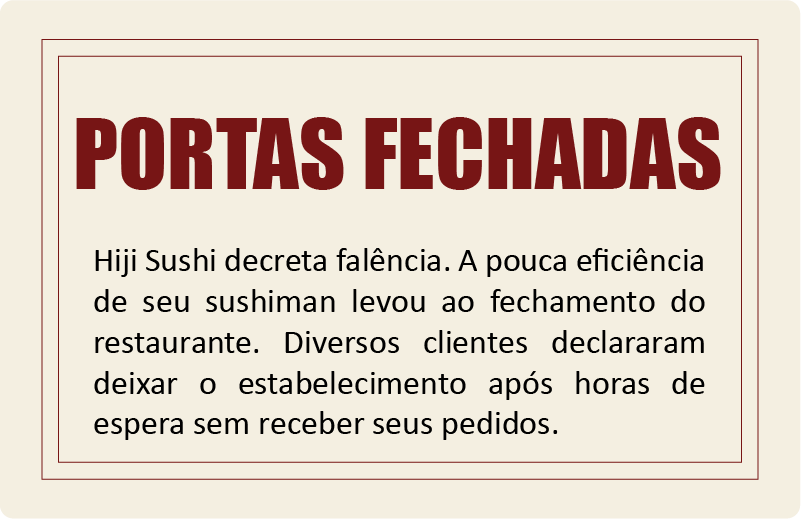 PORTAS FECHADAS
Hiji Sushi decreta falência. A pouca eficiência
de seu sushiman levou ao fechamento do
restaurante. Diversos clientes declararam
deixar o estabelecimento após horas de
espera sem receber seus pedidos.